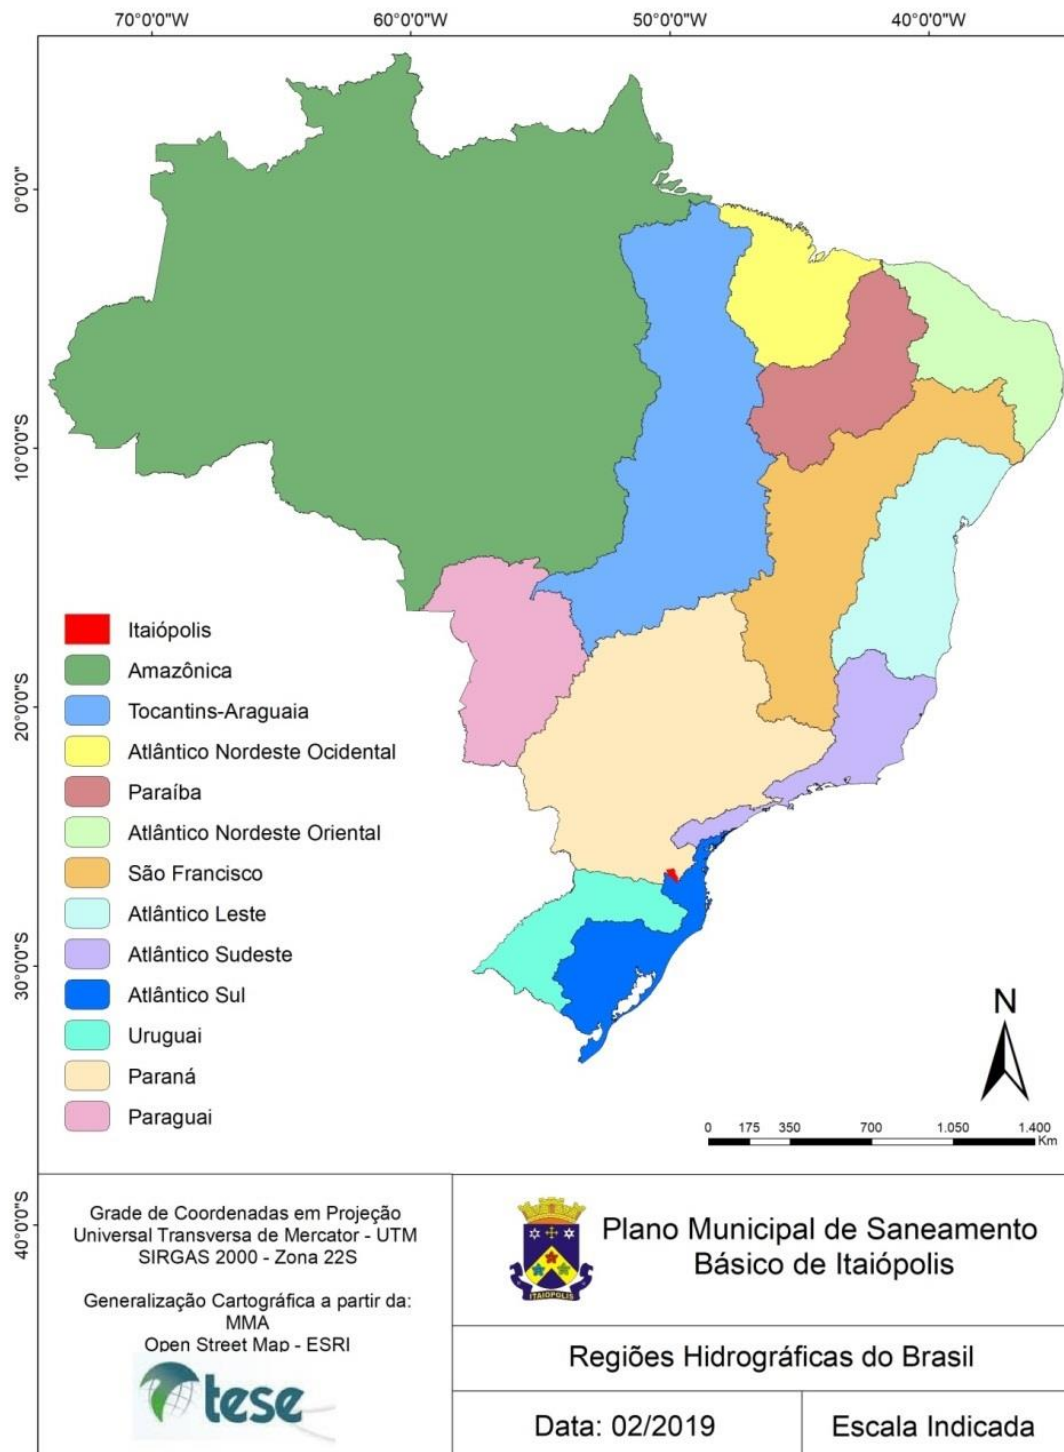 70°0'0"W 60°0'0"W 50°0'0"W 40°0'0"W
0°0'0"
10°0'0"S
20°0'0"S
30°0'0"S
40°0'0"S
Itaiópolis
Amazônica
Tocantins-Araguaia
Atlântico Nordeste Ocidental
Paraíba
Atlântico Nordeste Oriental
São Francisco
Atlântico Leste
Atlântico Sudeste
Atlântico Sul
Uruguai
Paraná
Paraguai
N
0 175 350 700 1.050 1.400
Km
Grade de Coordenadas em Projeção
Universal Transversa de Mercator - UTM
SIRGAS 2000 - Zona 22S
Generalização Cartográfica a partir da:
MMA
Open Street Map - ESRI
tese
ITAIÓPOLIS
Plano Municipal de Saneamento
Básico de Itaiópolis
Regiões Hidrográficas do Brasil
Data: 02/2019
Escala Indicada